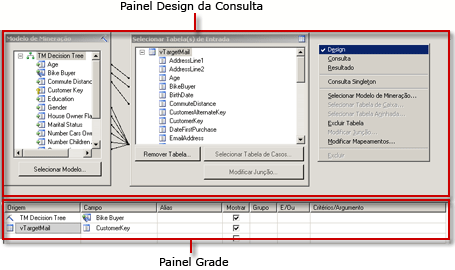 Painel Design da Consulta
Modelo de Mineração
TM Decision Tree
Age
Bike Buyer
Commute Distanc
Customer Key
Education
Gender
House Owner Fla
Marital Status
Number Cars Ow
Number Children
Selecionar Modelo...
Selecionar Tabela(s) de Entrada
vTargetMail
AddressLine1
AddressLine2
Age
BikeBuyer
BirthDate
CommuteDistance
CustomerAlternateKey
CustomerKey
DateFirstPurchase
EmailAddress
Remover Tabela...
Selecionar Tabela de Casos...
Modificar Junção...
Design
Consulta
Resultado
Consulta Singleton
Selecionar Modelo de Mineração...
Selecionar Tabela de Caixa...
Selecionar Tabela Aninhada...
Excluir Tabela
Modificar Junção...
Modificar Mapeamentos...
Excluir
Origem Campo Alias Mostrar Grupo E/Ou Critérios/Argumento
TM Decision Tree Bike Buyer
vTargetMail CustomerKey
Painel Grade